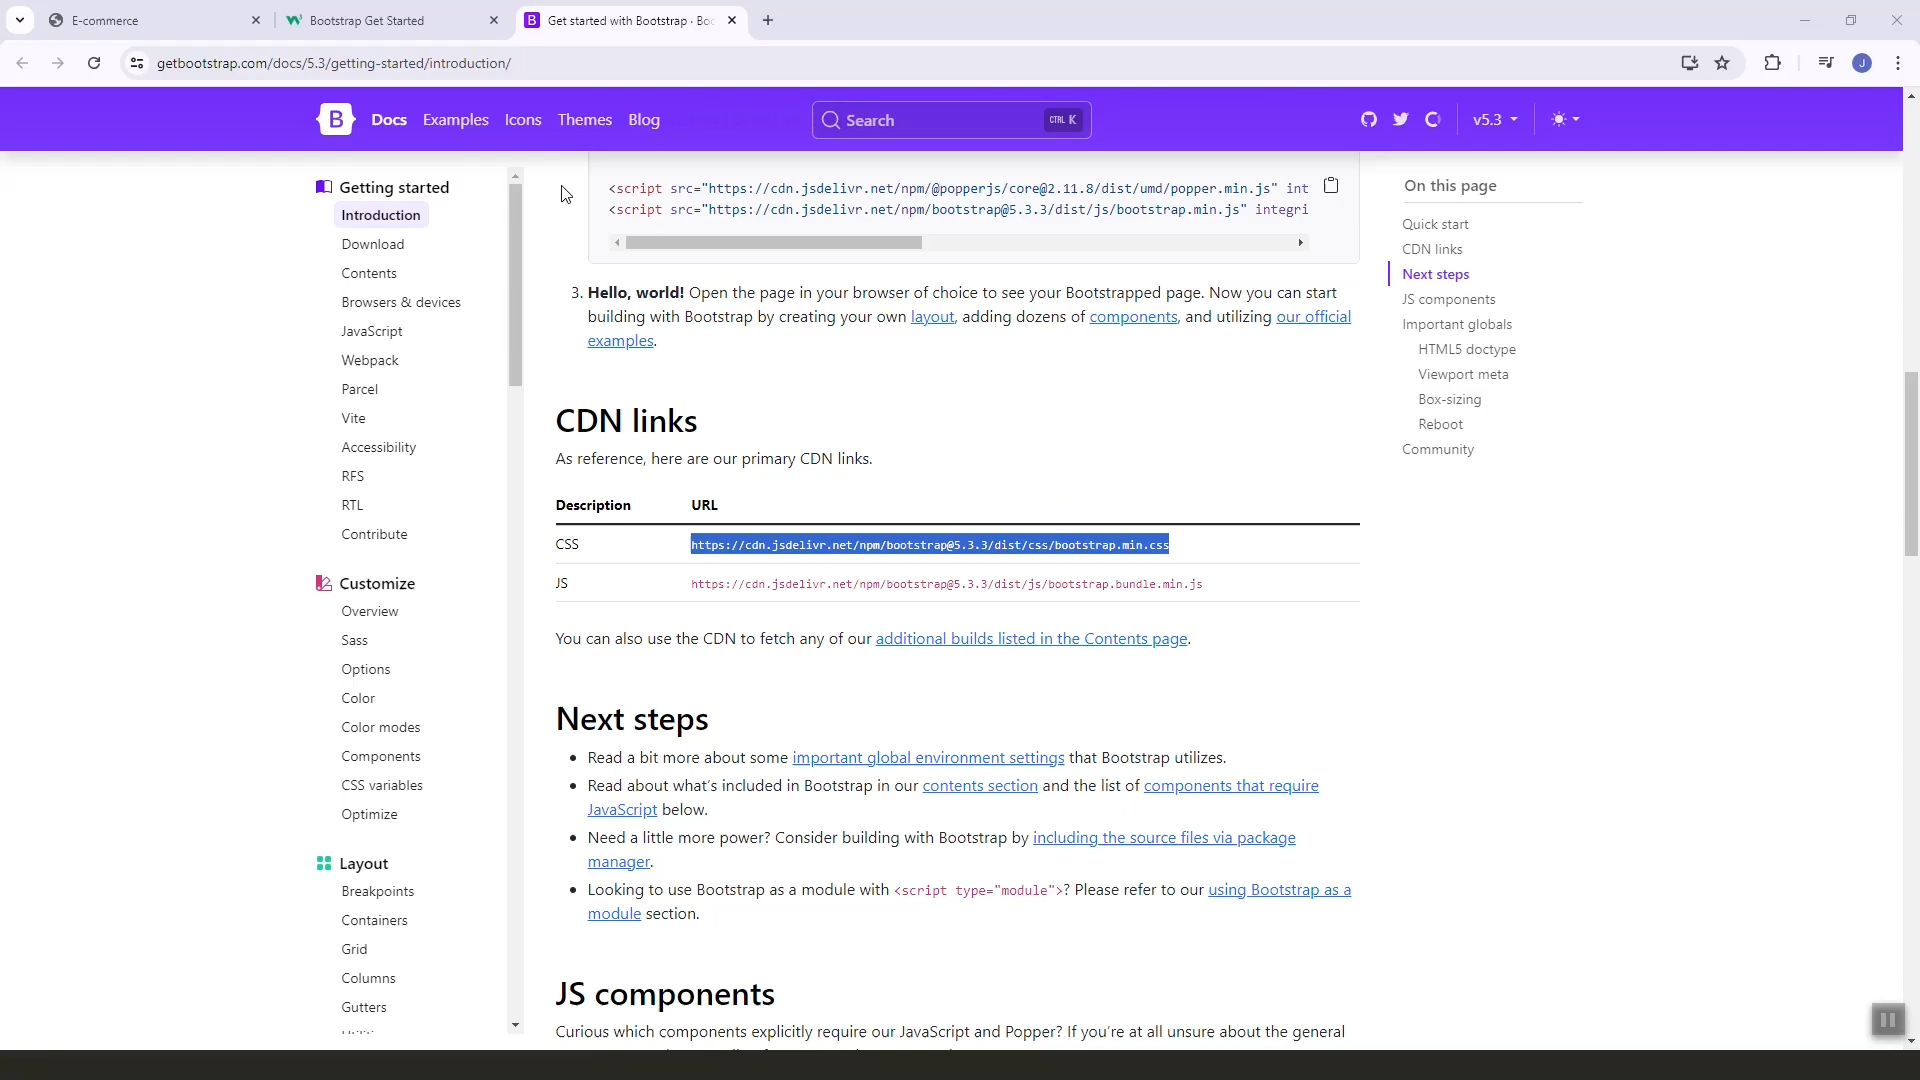 E-commerce
Bootstrap Get Started
Get started with Bootstrap · Boo
getbootstrap.com/docs/5.3/getting-started/introduction/
J
B Docs Examples Icons Themes Blog
Search
CTRL K
v5.3
Getting started
Introduction
Download
Contents
Browsers & devices
JavaScript
Webpack
Parcel
Vite
Accessibility
RFS
RTL
Contribute
Customize
Overview
Sass
Options
Color
Color modes
Components
CSS variables
Optimize
Layout
Breakpoints
Containers
Grid
Columns
Gutters
<script src="https://cdn.jsdelivr.net/npm/@popperjs/core@2.11.8/dist/umd/popper.min.js" int
<script src="https://cdn.jsdelivr.net/npm/bootstrap@5.3.3/dist/js/bootstrap.min.js" integri
3. Hello, world! Open the page in your browser of choice to see your Bootstrapped page. Now you can start
building with Bootstrap by creating your own layout, adding dozens of components, and utilizing our official
examples.
CDN links
As reference, here are our primary CDN links.
Description URL
CSS https://cdn.jsdelivr.net/npm/bootstrap@5.3.3/dist/css/bootstrap.min.css
JS https://cdn.jsdelivr.net/npm/bootstrap@5.3.3/dist/js/bootstrap.bundle.min.js
You can also use the CDN to fetch any of our additional builds listed in the Contents page.
Next steps
• Read a bit more about some important global environment settings that Bootstrap utilizes.
• Read about what's included in Bootstrap in our contents section and the list of components that require
JavaScript below.
• Need a little more power? Consider building with Bootstrap by including the source files via package
manager.
• Looking to use Bootstrap as a module with <script type="module">? Please refer to our using Bootstrap as a
module section.
JS components
Curious which components explicitly require our JavaScript and Popper? If you're at all unsure about the general
On this page
Quick start
CDN links
Next steps
JS components
Important globals
HTML5 doctype
Viewport meta
Box-sizing
Reboot
Community